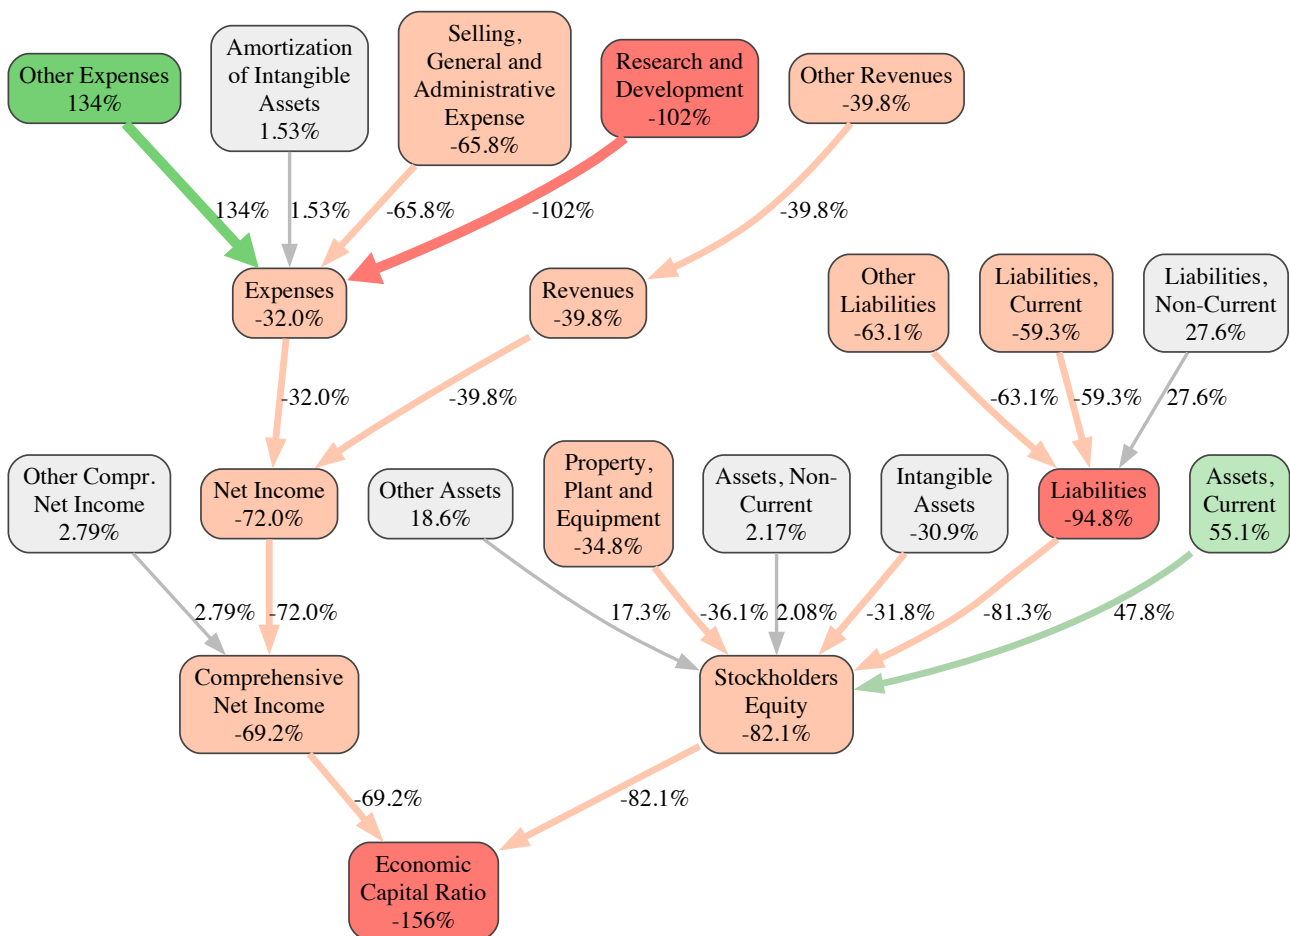 Other Expenses
134%
Amortization
of Intangible
Assets
1.53%
Selling,
General and
Administrative
Expense
-65.8%
Research and
Development
-102%
Other Revenues
-39.8%
134%
1.53%
-65.8%
-102%
-39.8%
Expenses
-32.0%
Revenues
-39.8%
Other
Liabilities
-63.1%
Liabilities,
Current
-59.3%
Liabilities,
Non-Current
27.6%
-32.0%
-39.8%
-63.1%
-59.3%
27.6%
Other Compr.
Net Income
2.79%
Net Income
-72.0%
Other Assets
18.6%
Property,
Plant and
Equipment
-34.8%
Assets, Non-
Current
2.17%
Intangible
Assets
-30.9%
Liabilities
-94.8%
Assets,
Current
55.1%
2.79%
-72.0%
17.3%
-36.1%
2.08%
-31.8%
-81.3%
47.8%
Comprehensive
Net Income
-69.2%
Stockholders
Equity
-82.1%
-69.2%
-82.1%
Economic
Capital Ratio
-156%